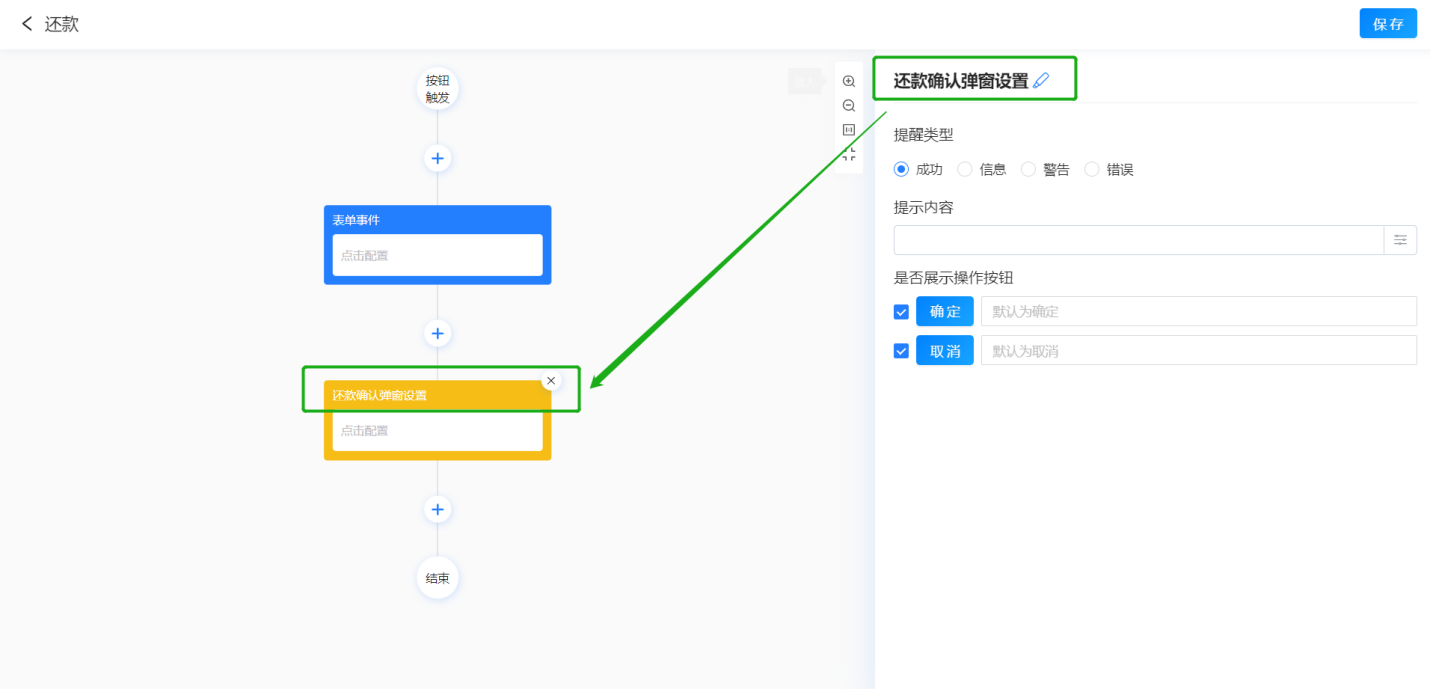 还款
保存
按钮
触发
表单事件
点击配置
还款确认弹窗设置
点击配置
结束
还款确认弹窗设置
提醒类型
成功 信息 警告 错误
提示内容
是否展示操作按钮
确定 默认为确定
取消 默认为取消